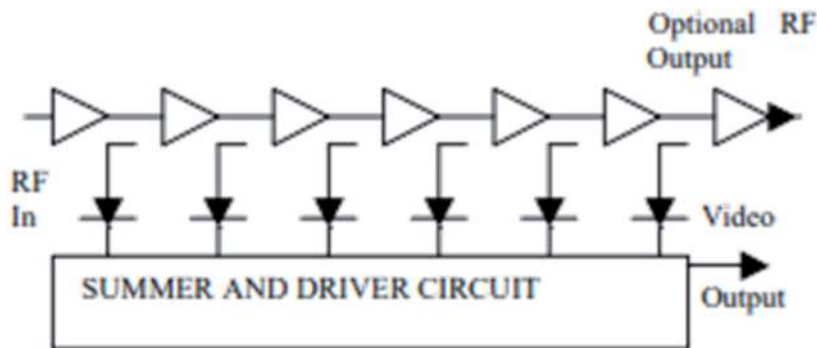 Optional RF
Output
RF
In
Video
SUMMER AND DRIVER CIRCUIT
Output